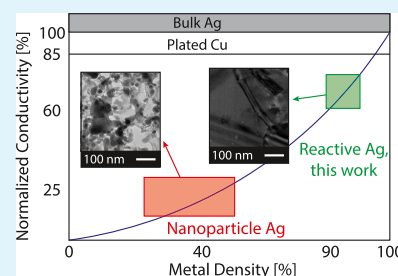 Bulk Ag
Plated Cu
Normalized Conductivity [%]
100
85
60
25
100 nm
100 nm
Reactive Ag,
this work
Nanoparticle Ag
0
40
90
100
Metal Density [%]